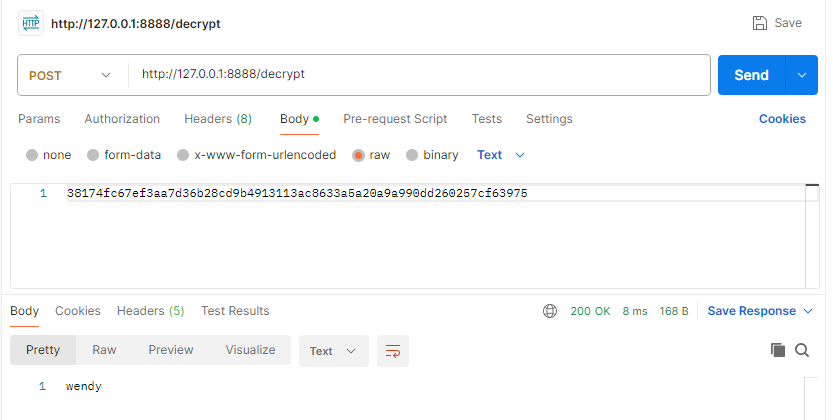 HTTP http://127.0.0.1:8888/decrypt Save
POST http://127.0.0.1:8888/decrypt Send
Params Authorization Headers (8) Body Pre-request Script Tests Settings Cookies
none form-data x-www-form-urlencoded raw binary Text
1 38174fc67ef3aa7d36b28cd9b4913113ac8633a5a20a9a990dd260257cf63975
Body Cookies Headers (5) Test Results 200 OK 8 ms 168 B Save Response
Pretty Raw Preview Visualize Text
1 wendy